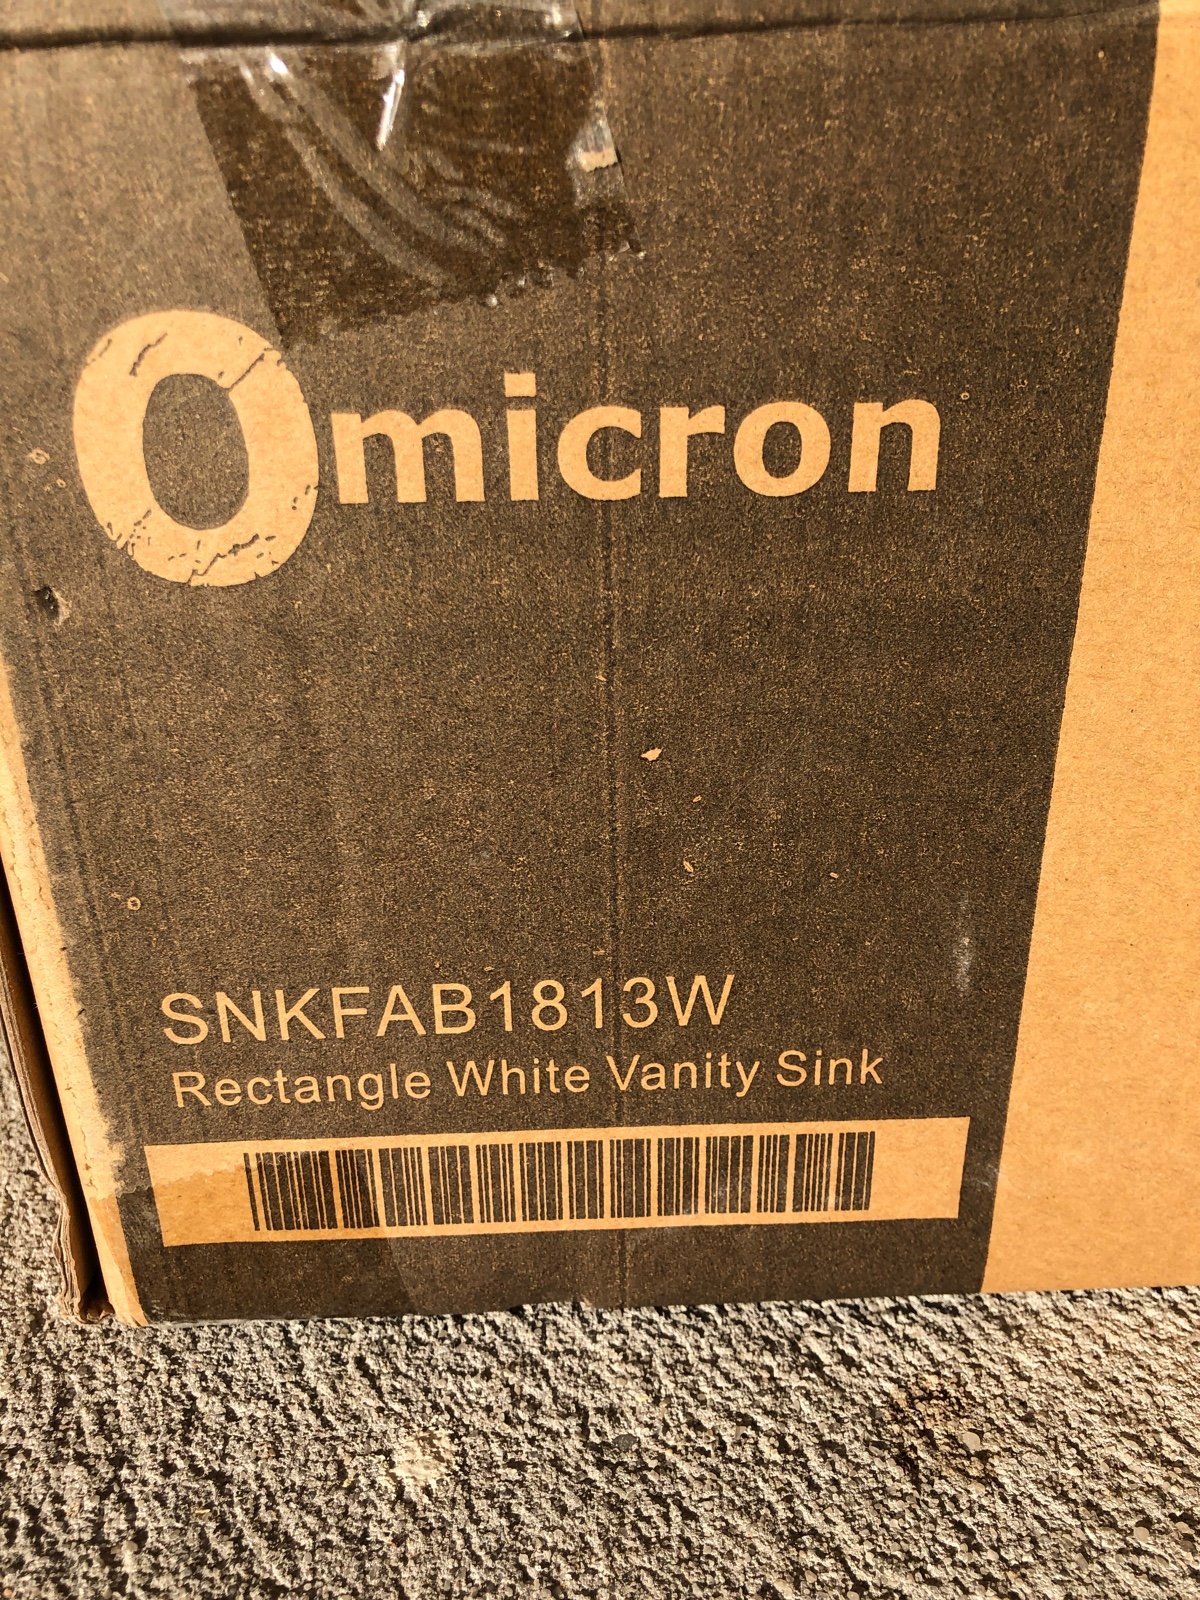 Omicron
SNKFAB1813W
Rectangle White Vanity Sink